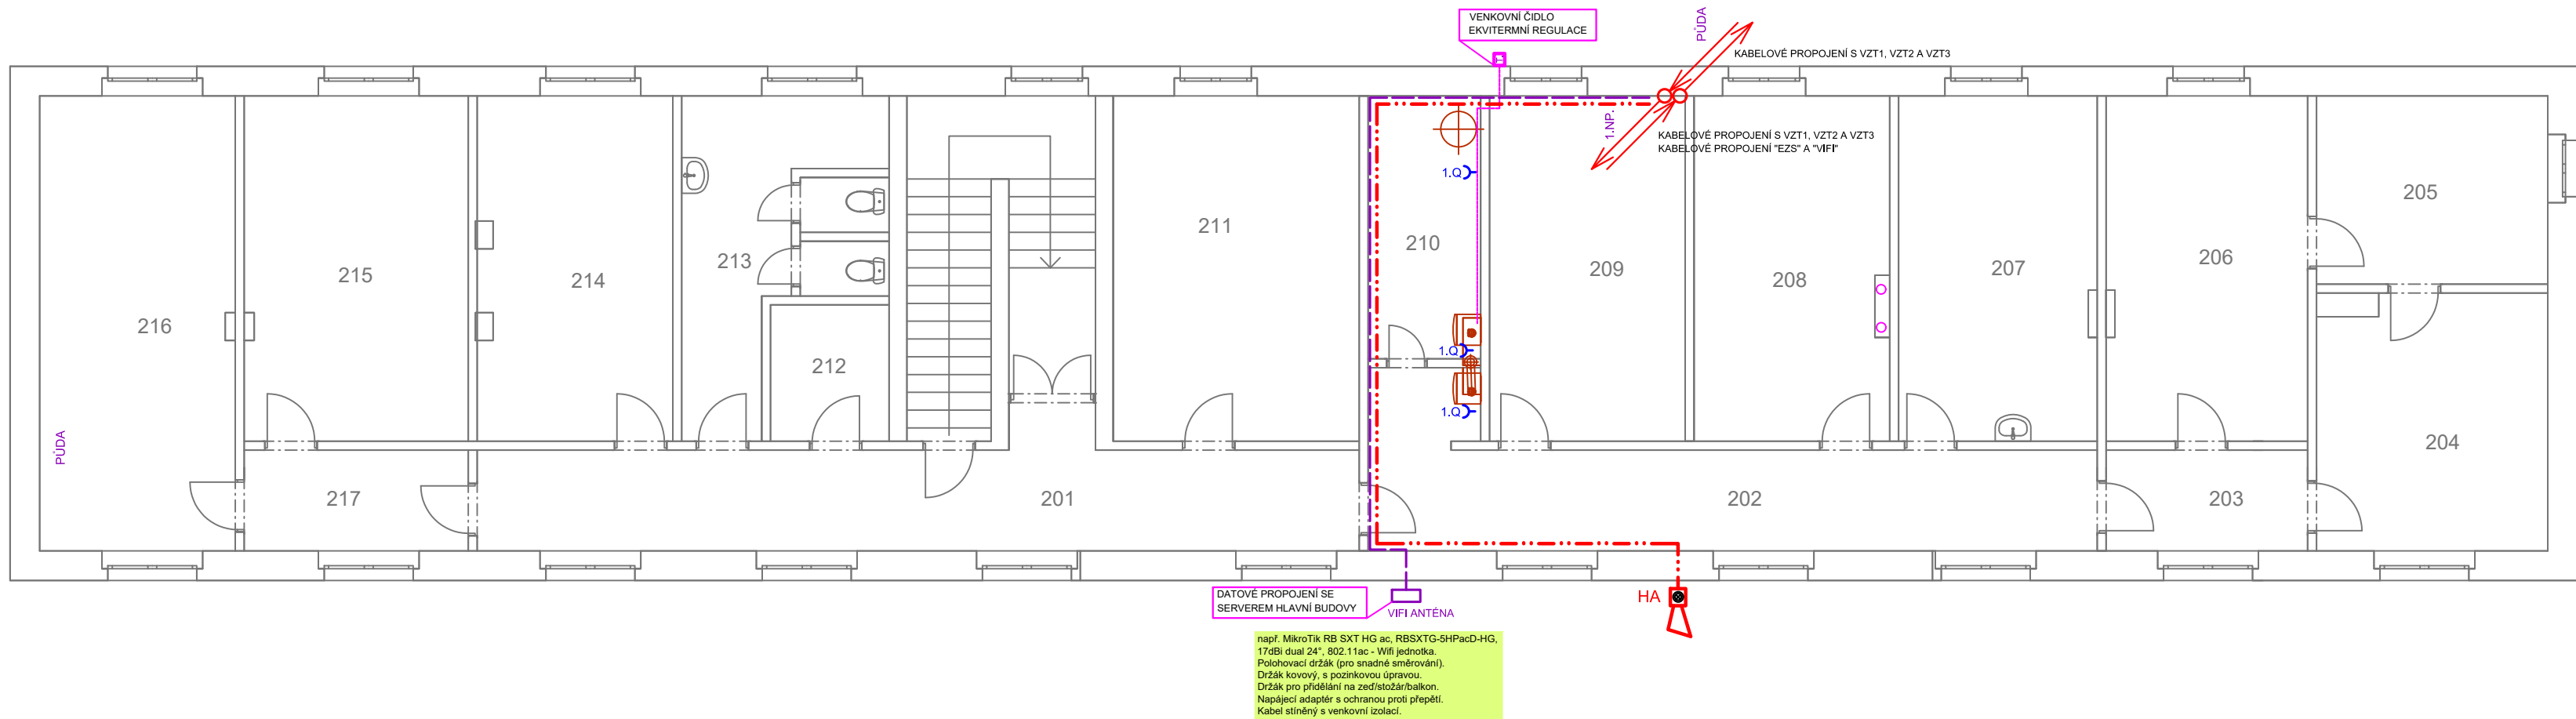 VENKOVNÍ ČIDLO
EKVITERMNÍ REGULACE
PŮDA
KABELOVÉ PROPOJENÍ S VZT1, VZT2 A VZT3
1.NP.
KABELOVÉ PROPOJENÍ S VZT1, VZT2 A VZT3
KABELOVÉ PROPOJENÍ "EZS" A "VIFI"
1.Q
205
211
210
206
213
215
214
209
208
207
216
1.Q
212
1.Q
PŮDA
204
217
201
202
203
DATOVÉ PROPOJENÍ SE
SERVEREM HLAVNÍ BUDOVY
VIFI ANTÉNA
HA
např. MikroTik RB SXT HG ac, RBSXTG-5HPacD-HG,
17dBi dual 24°, 802.11ac - Wifi jednotka.
Polohovací držák (pro snadné směrování).
Držák kovový, s pozinkovou úpravou.
Držák pro přidělání na zeď/stožár/balkon.
Napájecí adaptér s ochranou proti přepětí.
Kabel stíněný s venkovní izolací.